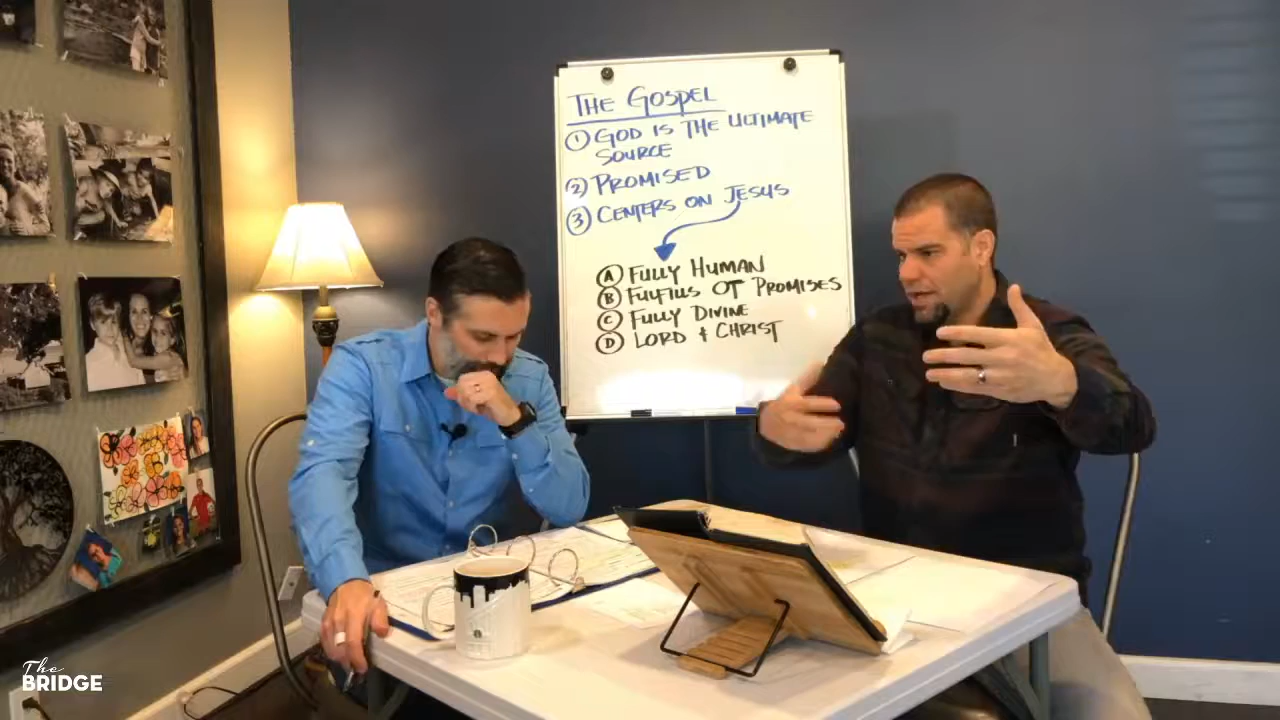 THE GOSPEL
① GOD IS THE ULTIMATE
SOURCE
② PROMISED
③ CENTERS ON JESUS
Ⓐ FULLY HUMAN
Ⓑ FULFILLS OT PROMISES
Ⓒ FULLY DIVINE
Ⓓ LORD + CHRIST
The
BRIDGE